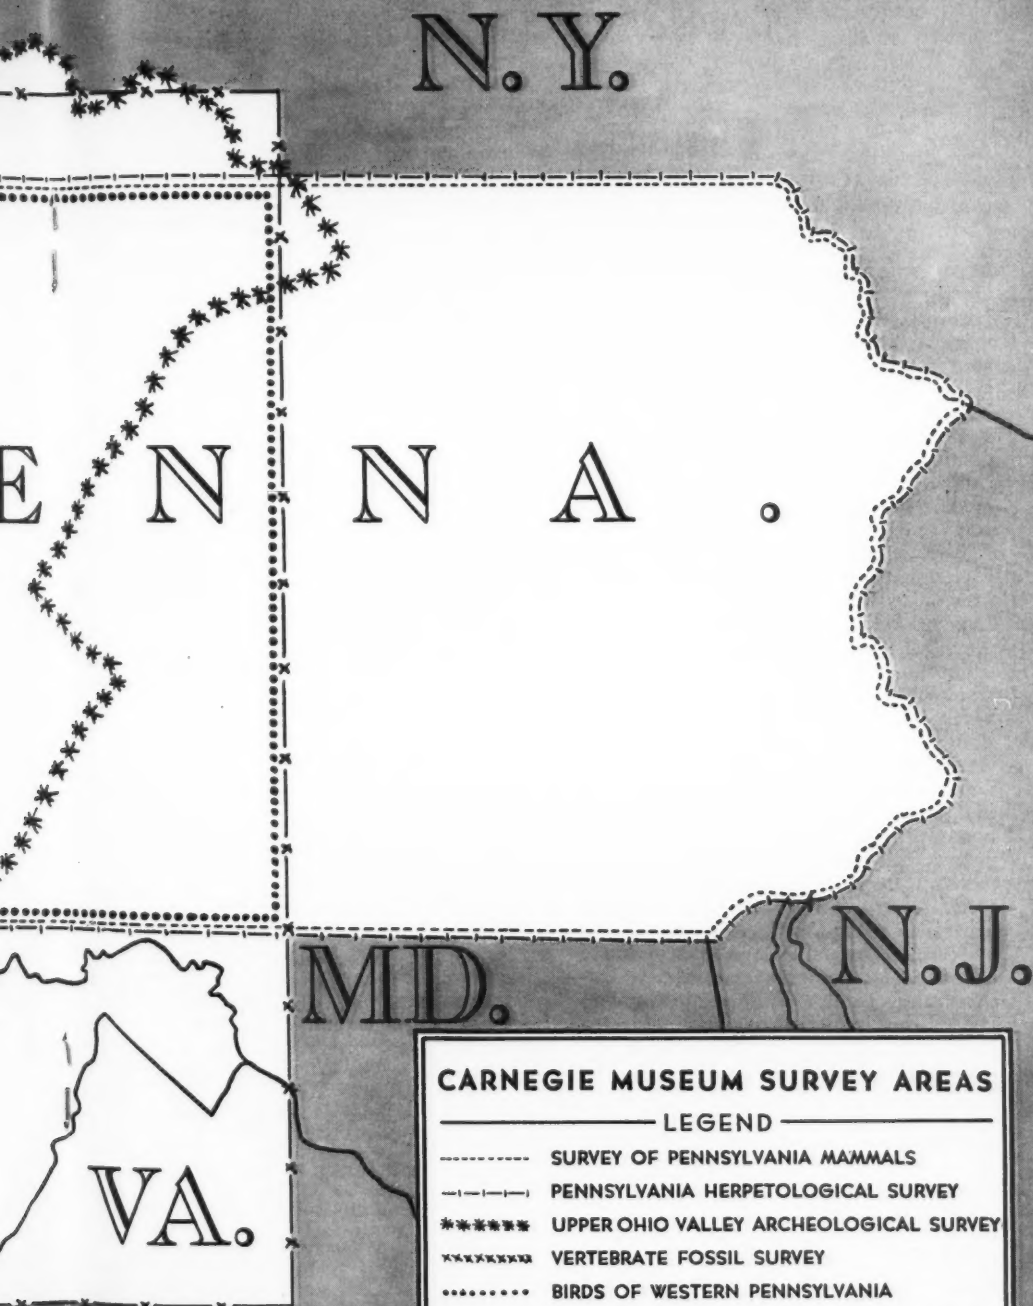 N.Y.
ENNA.
MD.
N.J.
VA.
CARNEGIE MUSEUM SURVEY AREAS
LEGEND
SURVEY OF PENNSYLVANIA MAMMALS
PENNSYLVANIA HERPETOLOGICAL SURVEY
UPPER OHIO VALLEY ARCHEOLOGICAL SURVEY
VERTEBRATE FOSSIL SURVEY
BIRDS OF WESTERN PENNSYLVANIA